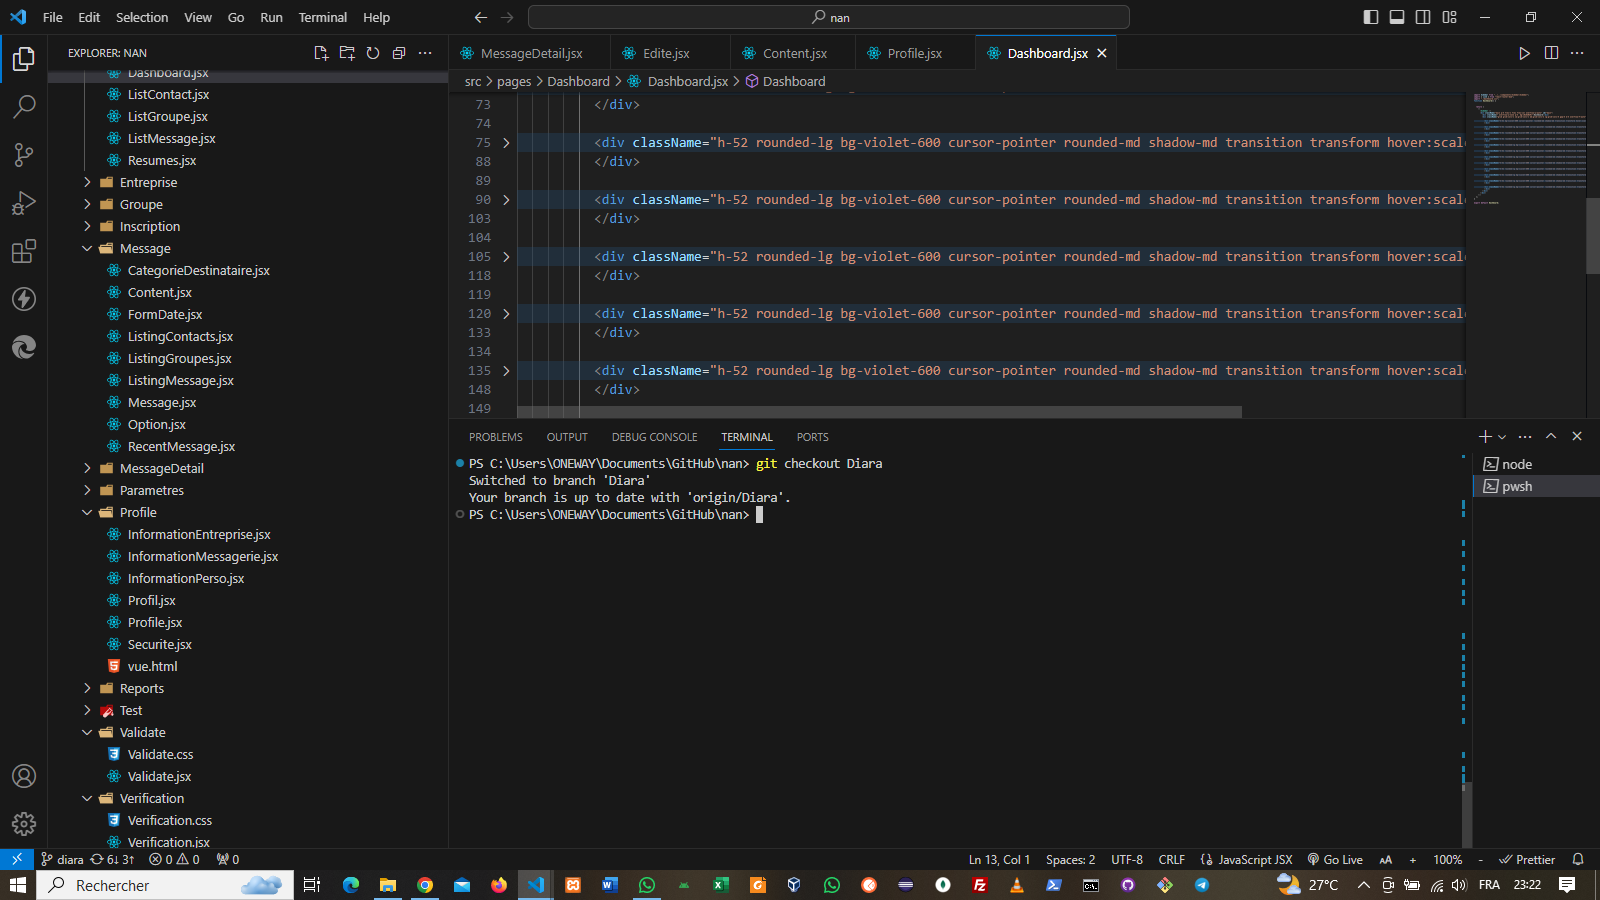 File Edit Selection View Go Run Terminal Help
nan
EXPLORER: NAN
Dashboard.jsx
ListContact.jsx
ListGroupe.jsx
ListMessage.jsx
Resumes.jsx
Entreprise
Groupe
Inscription
Message
CategorieDestinataire.jsx
Content.jsx
FormDate.jsx
ListingContacts.jsx
ListingGroupes.jsx
ListingMessage.jsx
Message.jsx
Option.jsx
RecentMessage.jsx
MessageDetail
Parametres
Profile
InformationEntreprise.jsx
InformationMessagerie.jsx
InformationPerso.jsx
Profil.jsx
Profile.jsx
Securite.jsx
vue.html
Reports
Test
Validate
Validate.css
Validate.jsx
Verification
Verification.css
Verification.jsx
MessageDetail.jsx Edite.jsx Content.jsx Profile.jsx Dashboard.jsx
src > pages > Dashboard > Dashboard.jsx > Dashboard
73 </div>
74
75 <div className="h-52 rounded-lg bg-violet-600 cursor-pointer rounded-md shadow-md transition transform hover:scal
88 </div>
89
90 <div className="h-52 rounded-lg bg-violet-600 cursor-pointer rounded-md shadow-md transition transform hover:scal
103 </div>
104
105 <div className="h-52 rounded-lg bg-violet-600 cursor-pointer rounded-md shadow-md transition transform hover:scal
118 </div>
119
120 <div className="h-52 rounded-lg bg-violet-600 cursor-pointer rounded-md shadow-md transition transform hover:scal
133 </div>
134
135 <div className="h-52 rounded-lg bg-violet-600 cursor-pointer rounded-md shadow-md transition transform hover:scal
148 </div>
149
PROBLEMS OUTPUT DEBUG CONSOLE TERMINAL PORTS
PS C:\Users\ONEWAY\Documents\GitHub\nan> git checkout Diara
Switched to branch 'Diara'
Your branch is up to date with 'origin/Diara'.
PS C:\Users\ONEWAY\Documents\GitHub\nan>
node
pwsh
diara 6↓ 3↑ 0 0 0
Ln 13, Col 1 Spaces: 2 UTF-8 CRLF JavaScript JSX Go Live AA + 100% - Prettier
Rechercher
27°C FRA 23:22